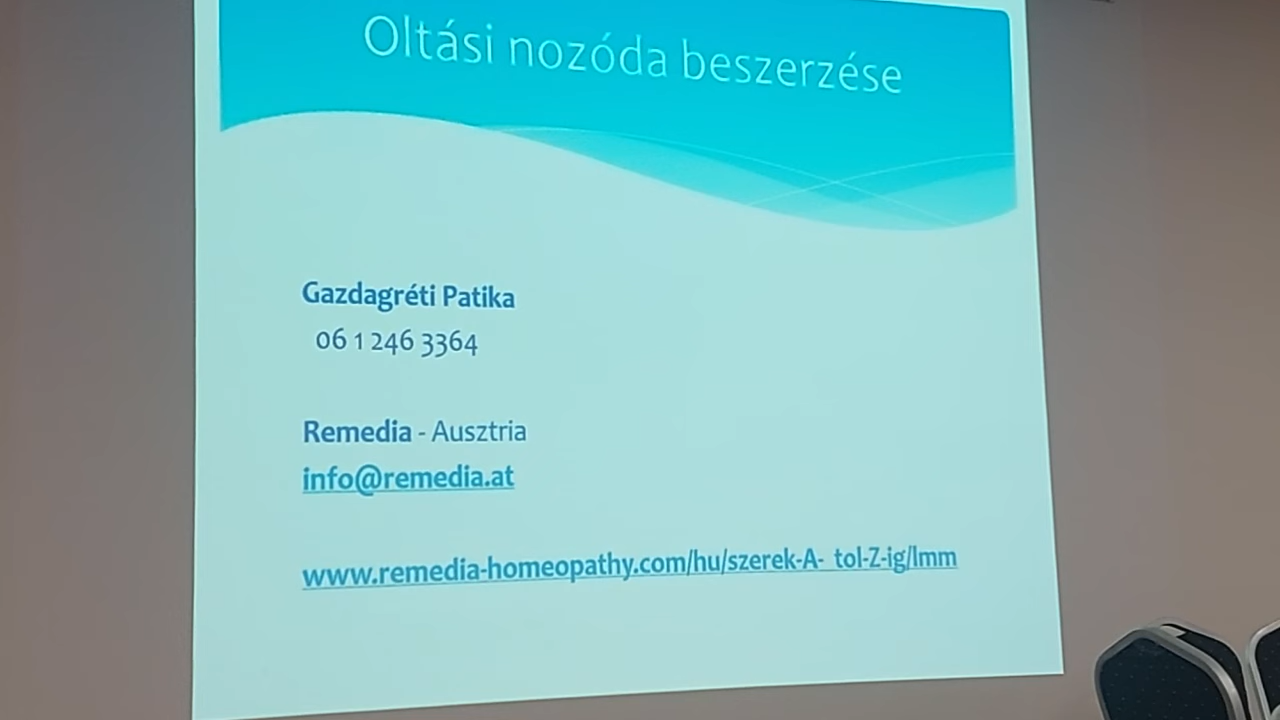 Oltási nozóda beszerzése
Gazdagréti Patika
06 1 246 3364
Remedia - Ausztria
info@remedia.at
www.remedia-homeopathy.com/hu/szerek-A- tol-Z-ig/Imm